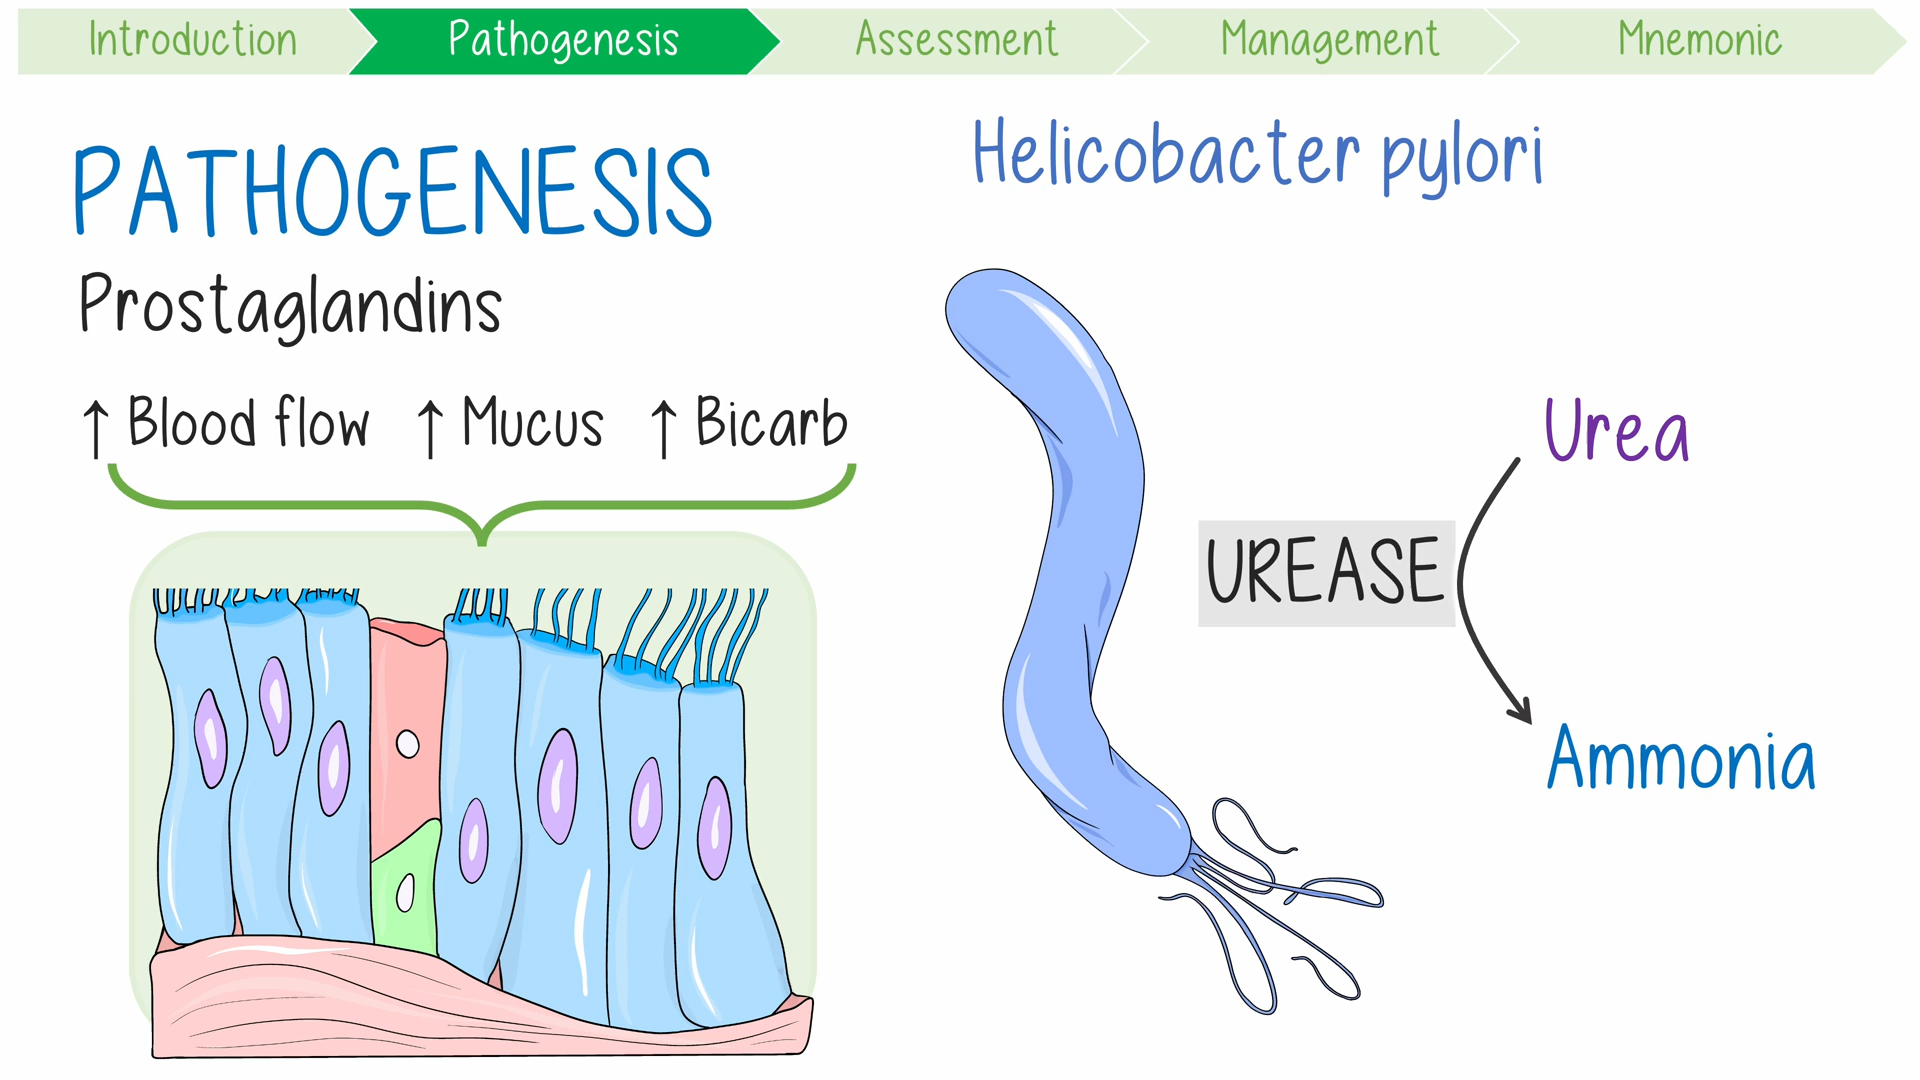 Introduction
Pathogenesis
Assessment
Management
Mnemonic
PATHOGENESIS
Prostaglandins
↑ Blood flow ↑ Mucus ↑ Bicarb
Helicobacter pylori
Urea
UREASE
Ammonia